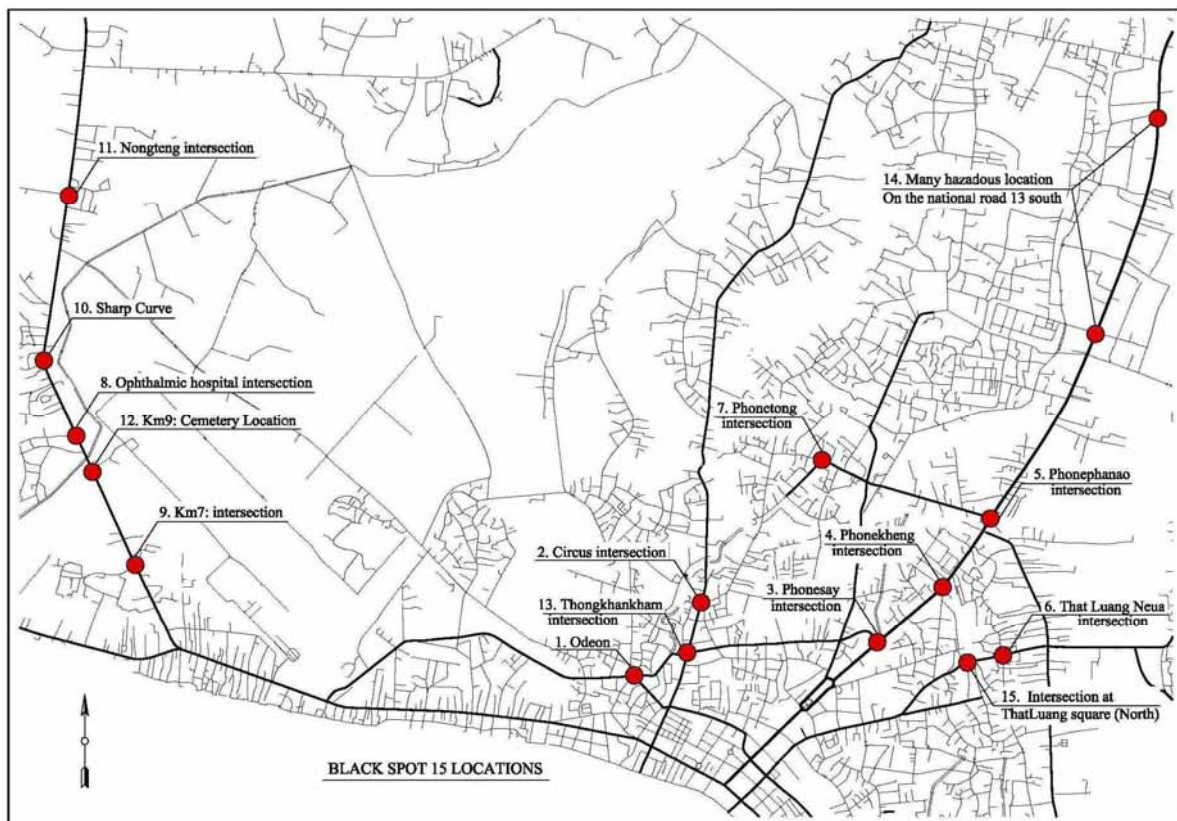 11. Nongteng intersection
14. Many hazadous location
On the national road 13 south
10. Sharp Curve
8. Ophthalmic hospital intersection
12. Km9: Cemetery Location
9. Km7: intersection
7. Phonetong
intersection
5. Phonephanao
intersection
4. Phonekheng
intersection
2. Circus intersection
3. Phonesay
intersection
13. Thongkhankham
intersection
6. That Luang Neua
intersection
1. Odeon
15. Intersection at
ThatLuang square (North)
BLACK SPOT 15 LOCATIONS